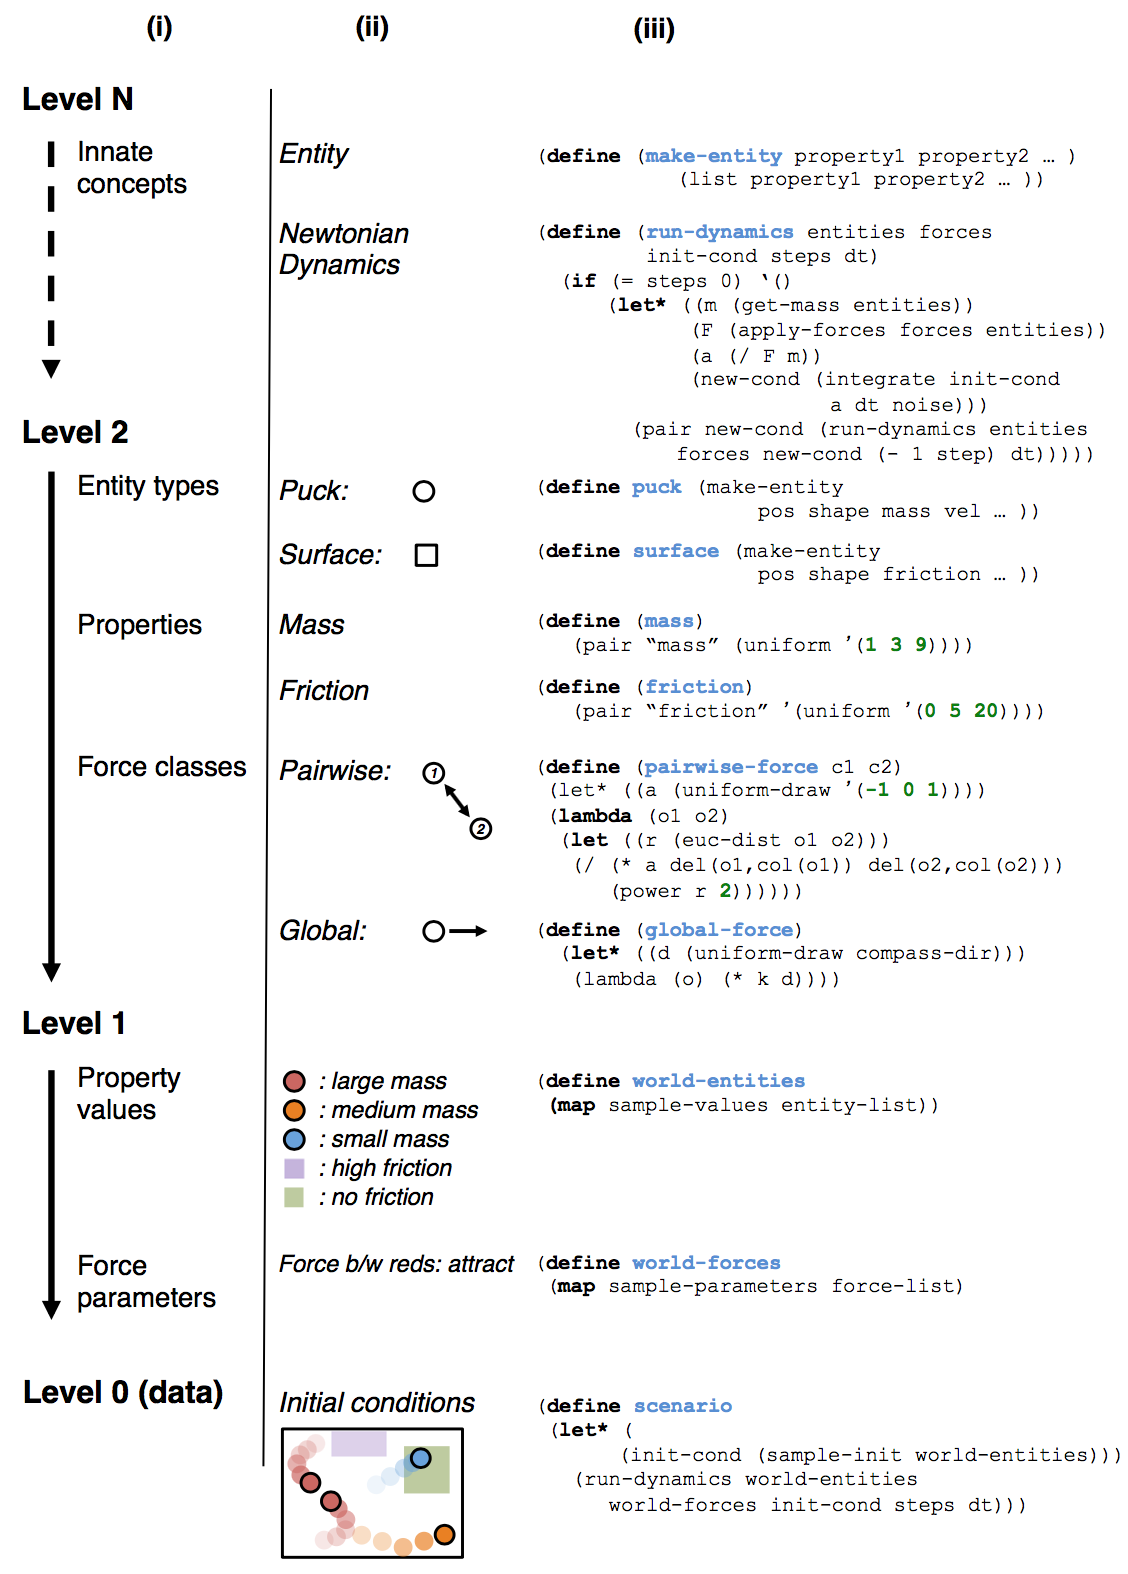 (i) (ii) (iii)
Level N
Innate concepts
Entity
(define (make-entity property1 property2 … )
(list property1 property2 … ))
Newtonian Dynamics
(define (run-dynamics entities forces
init-cond steps dt)
(if (= steps 0) ‘()
(let* ((m (get-mass entities))
(F (apply-forces forces entities))
(a (/ F m))
(new-cond (integrate init-cond
a dt noise)))
(pair new-cond (run-dynamics entities
forces new-cond (- 1 step) dt)))))
Level 2
Entity types
Puck:
(define puck (make-entity
pos shape mass vel … ))
Surface:
(define surface (make-entity
pos shape friction … ))
Properties
Mass
(define (mass)
(pair “mass” (uniform ’(1 3 9))))
Friction
(define (friction)
(pair “friction” ’(uniform ’(0 5 20))))
Force classes
Pairwise:
1
2
(define (pairwise-force c1 c2)
(let* ((a (uniform-draw ’(-1 0 1))))
(lambda (o1 o2)
(let ((r (euc-dist o1 o2)))
(/ (* a del(o1,col(o1)) del(o2,col(o2)))
(power r 2))))))
Global:
(define (global-force)
(let* ((d (uniform-draw compass-dir)))
(lambda (o) (* k d))))
Level 1
Property values
: large mass
: medium mass
: small mass
: high friction
: no friction
(define world-entities
(map sample-values entity-list))
Force parameters
Force b/w reds: attract
(define world-forces
(map sample-parameters force-list)
Level 0 (data)
Initial conditions
(define scenario
(let* (
(init-cond (sample-init world-entities)))
(run-dynamics world-entities
world-forces init-cond steps dt)))